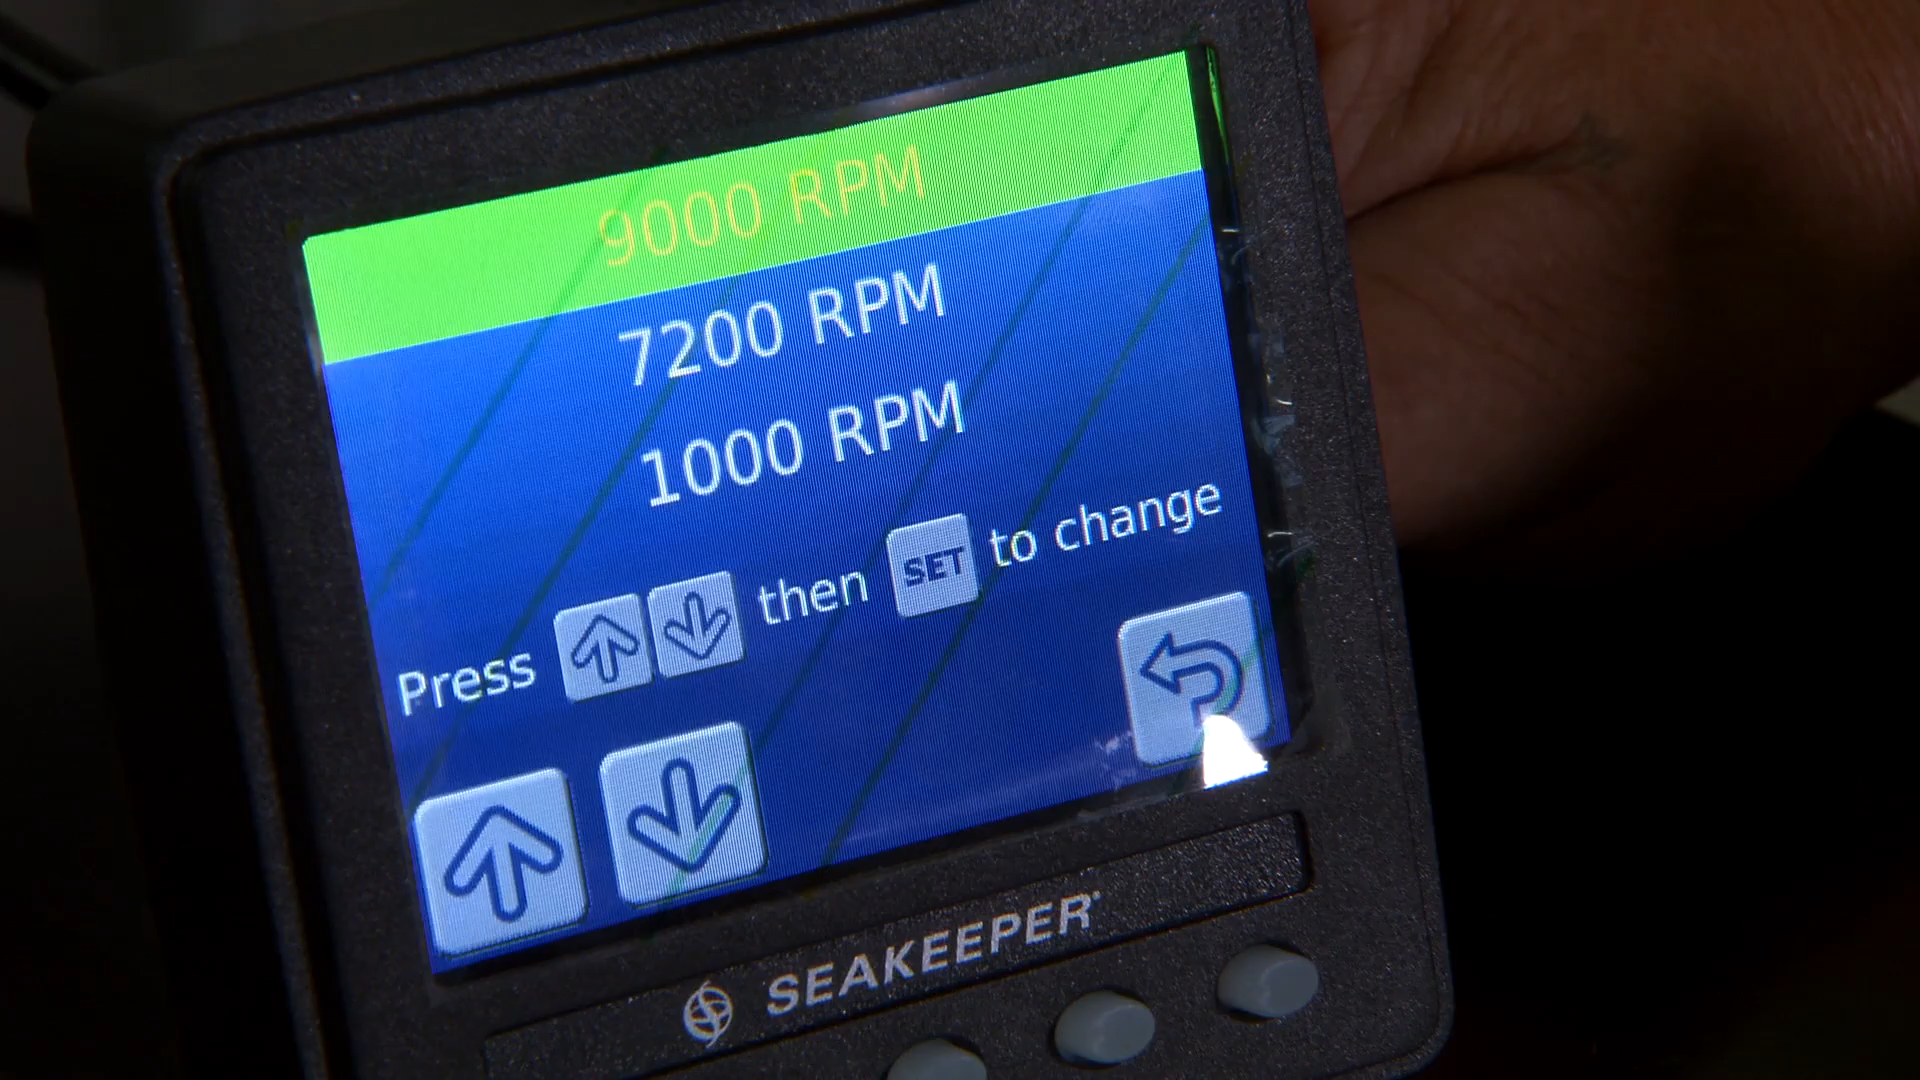 9000 RPM
7200 RPM
1000 RPM
Press then SET to change
SEAKEEPER